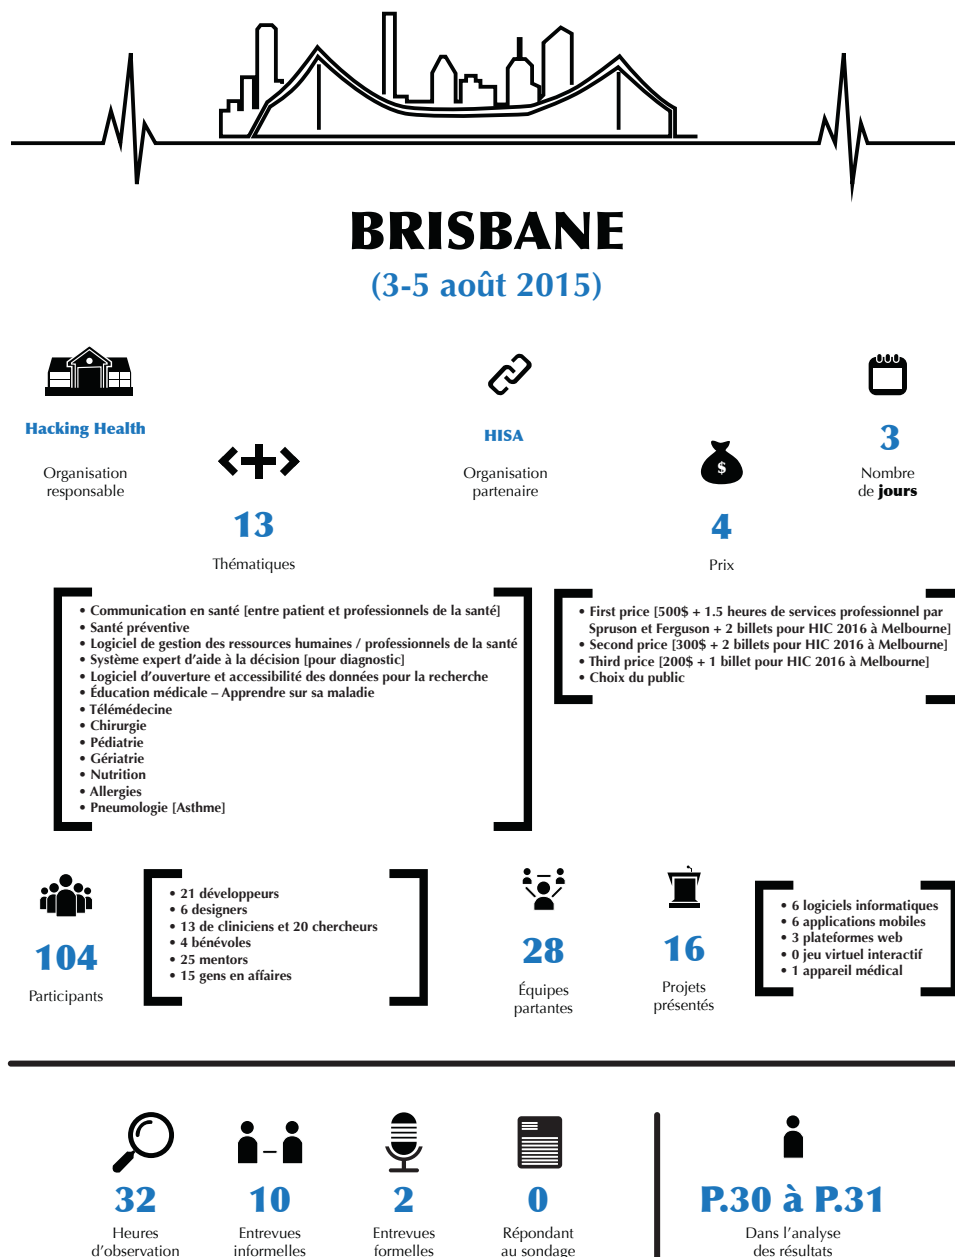 BRISBANE
(3-5 août 2015)
Hacking Health
Organisation
responsable
13
Thématiques
HISA
Organisation
partenaire
$
4
Prix
3
Nombre
de jours
• Communication en santé [entre patient et professionnels de la santé]
• Santé préventive
• Logiciel de gestion des ressources humaines / professionnels de la santé
• Système expert d'aide à la décision [pour diagnostic]
• Logiciel d'ouverture et accessibilité des données pour la recherche
• Éducation médicale – Apprendre sur sa maladie
• Télémédecine
• Chirurgie
• Pédiatrie
• Gériatrie
• Nutrition
• Allergies
• Pneumologie [Asthme]
• First price [500$ + 1.5 heures de services professionnel par
Spruson et Ferguson + 2 billets pour HIC 2016 à Melbourne]
• Second price [300$ + 2 billets pour HIC 2016 à Melbourne]
• Third price [200$ + 1 billet pour HIC 2016 à Melbourne]
• Choix du public
104
Participants
• 21 développeurs
• 6 designers
• 13 de cliniciens et 20 chercheurs
• 4 bénévoles
• 25 mentors
• 15 gens en affaires
28
Équipes
partantes
16
Projets
présentés
• 6 logiciels informatiques
• 6 applications mobiles
• 3 plateformes web
• 0 jeu virtuel interactif
• 1 appareil médical
32
Heures
d'observation
10
Entrevues
informelles
2
Entrevues
formelles
0
Répondant
au sondage
P.30 à P.31
Dans l'analyse
des résultats